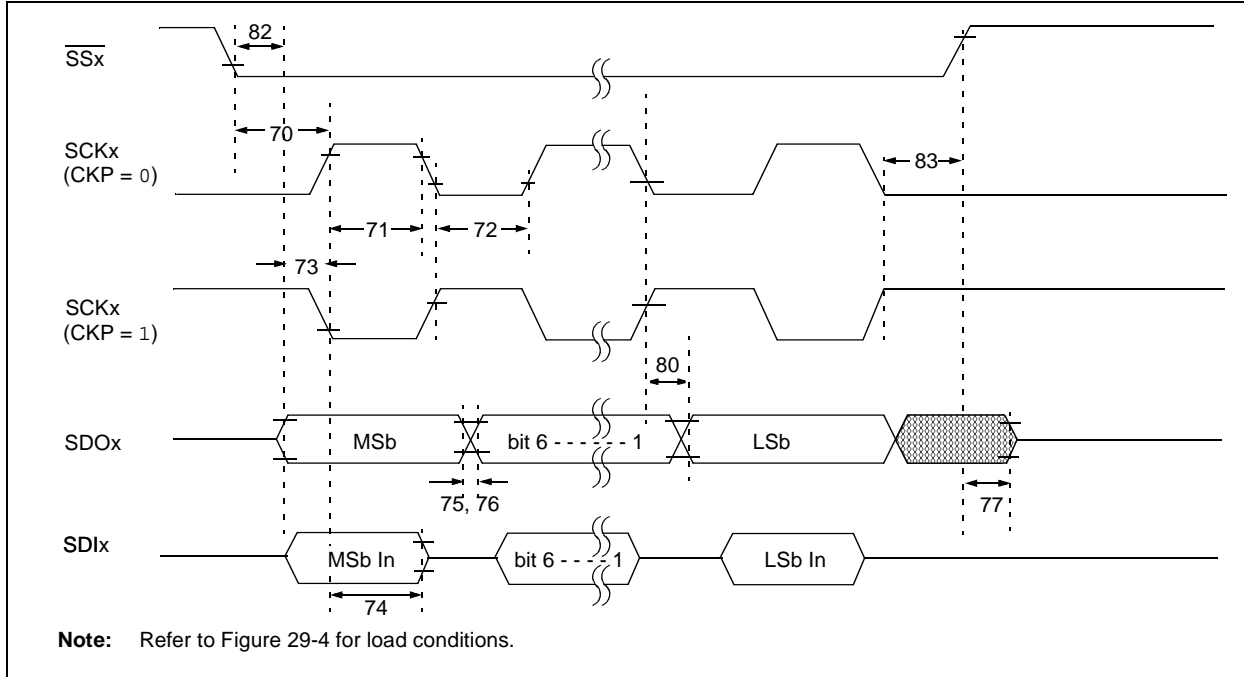 82
SSx
70
SCKx
(CKP = 0)
83
71
72
73
SCKx
(CKP = 1)
80
SDOx
MSb
bit 6 - - - - - - 1
LSb
75, 76
77
SDIx
MSb In
bit 6 - - - - 1
LSb In
74
Note: Refer to Figure 29-4 for load conditions.